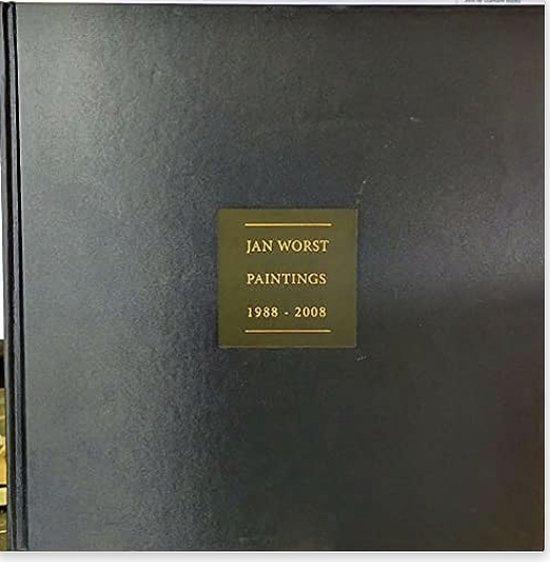 JAN WORST
PAINTINGS
1988 - 2008